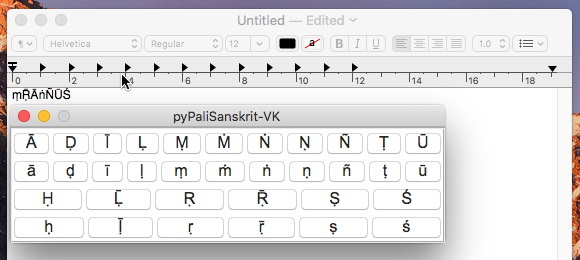 Untitled — Edited
¶ Helvetica Regular 12 a B I U 1.0
0 2 4 6 8 10 12 14 16 18
ṃṜĀṅÑŪŚ
pyPaliSanskrit-VK
Ā Ḍ Ī Ḷ Ṃ Ṁ Ṅ Ṇ Ñ Ṭ Ū
ā ḍ ī ḷ ṃ ṁ ṅ ṇ ñ ṭ ū
Ḥ Ḹ Ṛ Ṝ Ṣ Ś
ḥ ḹ ṛ ṝ ṣ ś